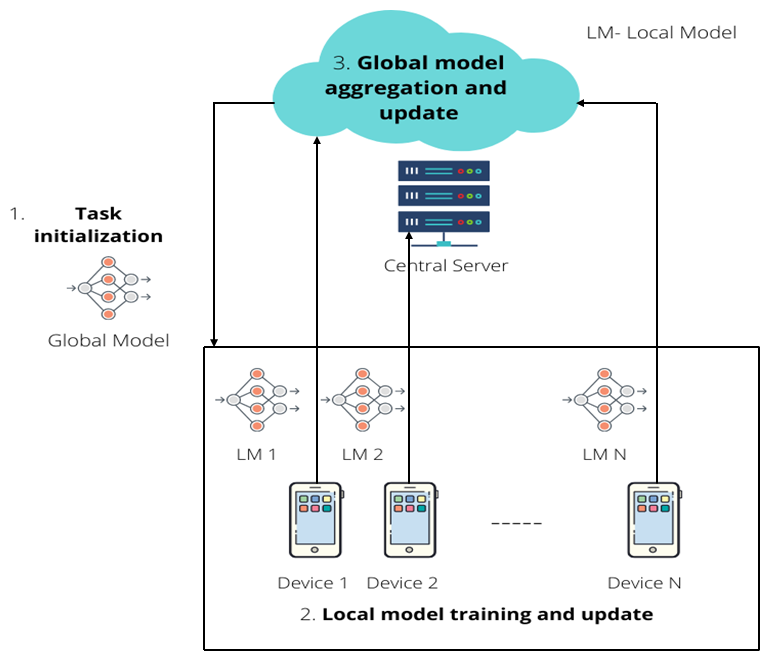 LM- Local Model
3. Global model
aggregation and
update
1. Task
initialization
Central Server
Global Model
LM 1
LM 2
LM N
Device 1
Device 2
Device N
2. Local model training and update